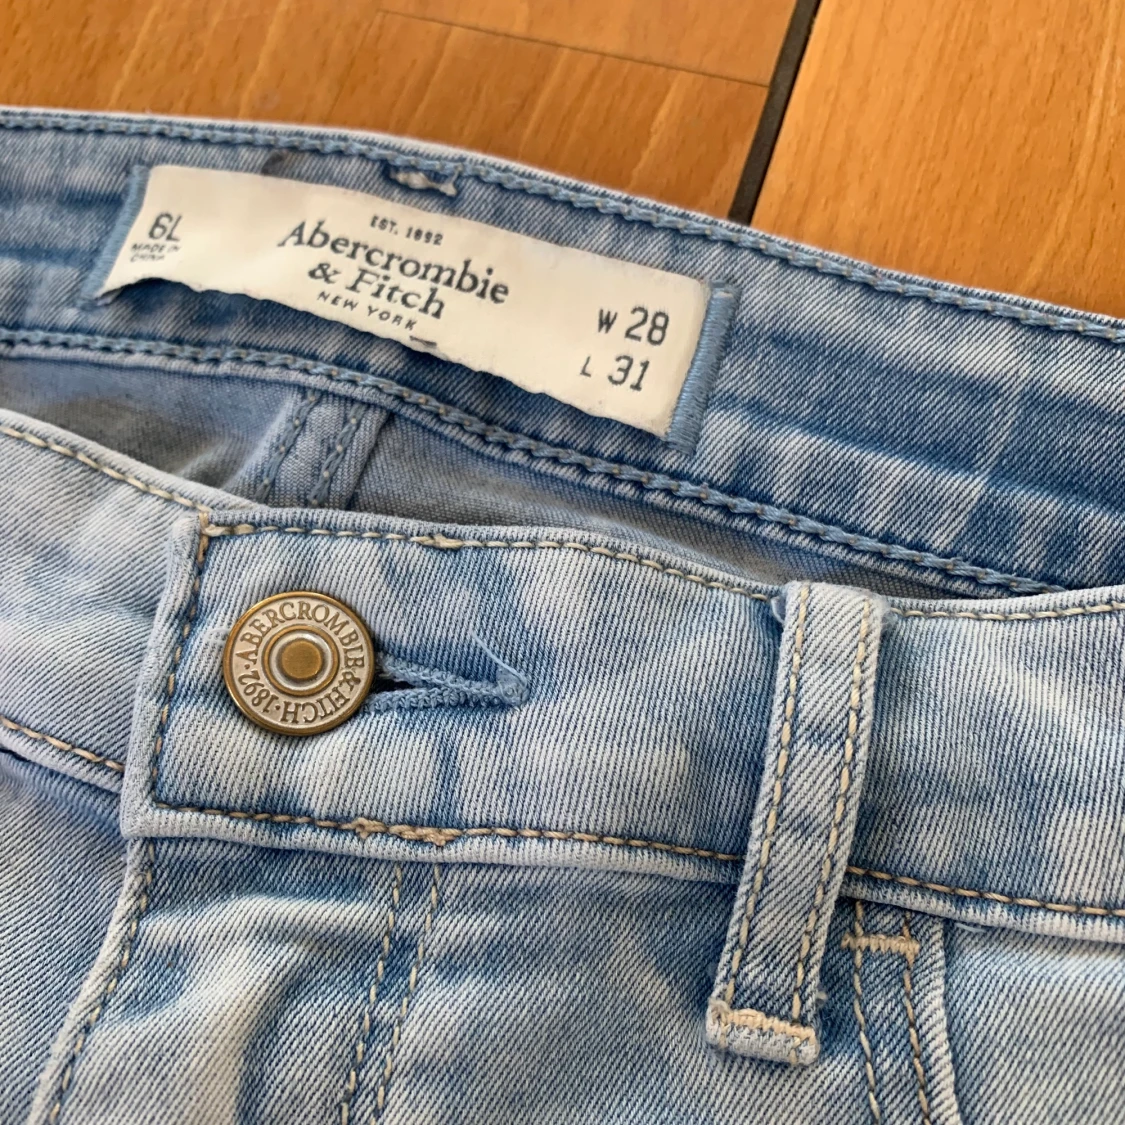 6L
MADE IN
CHINA
EST. 1892
Abercrombie
& Fitch
NEW YORK
W 28
L 31
ABERCROMBIE & FITCH · 1892 ·